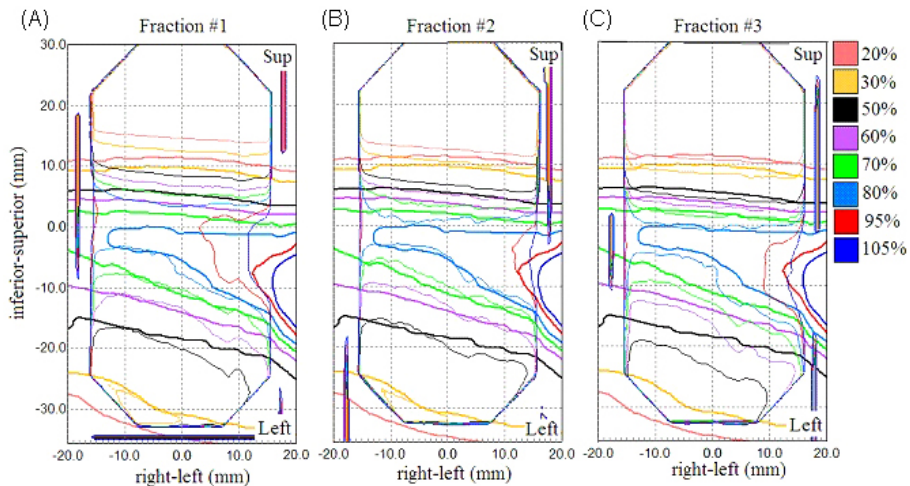 (A)
Fraction #1
(B)
Fraction #2
(C)
Fraction #3
inferior-superior (mm)
30.0
20.0
10.0
0.0
-10.0
-20.0
-30.0
Sup
Left
Sup
Left
Sup
Left
20%
30%
50%
60%
70%
80%
95%
105%
-20.0 -10.0 0.0 10.0 20.0
-20.0 -10.0 0.0 10.0 20.0
-20.0 -10.0 0.0 10.0 20.0
right-left (mm)
right-left (mm)
right-left (mm)